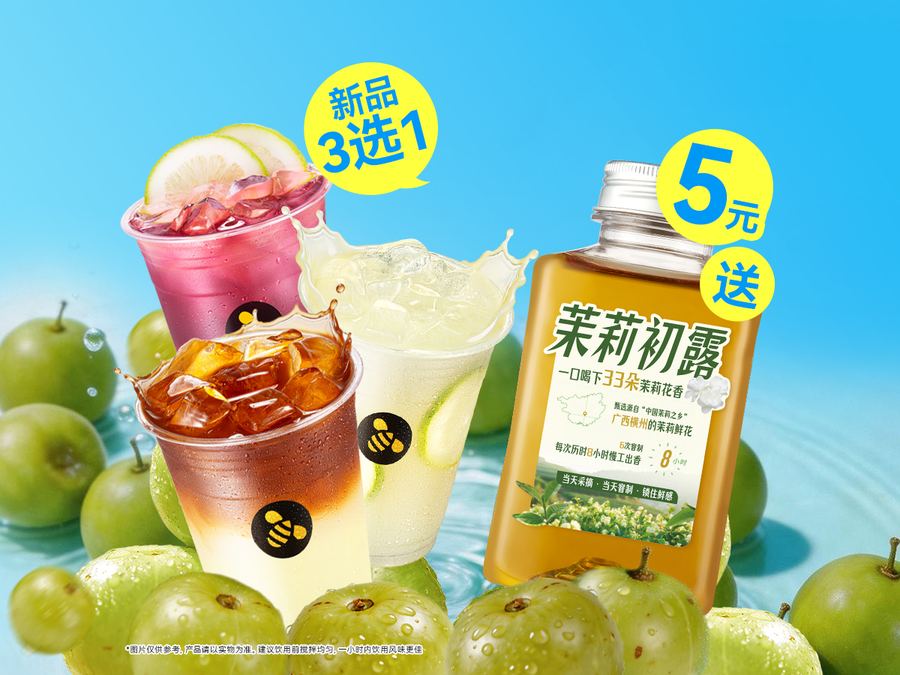 新品
3选1
5元
送
茉莉初露
一口喝下33朵茉莉花香
甄选源自“中国茉莉之乡”
广西横州的茉莉鲜花
6次窨制
每次历时8小时慢工出香
8小时
当天采摘·当天窨制·锁住鲜感
*图片仅供参考，产品请以实物为准。建议饮用前搅拌均匀，一小时内饮用风味更佳